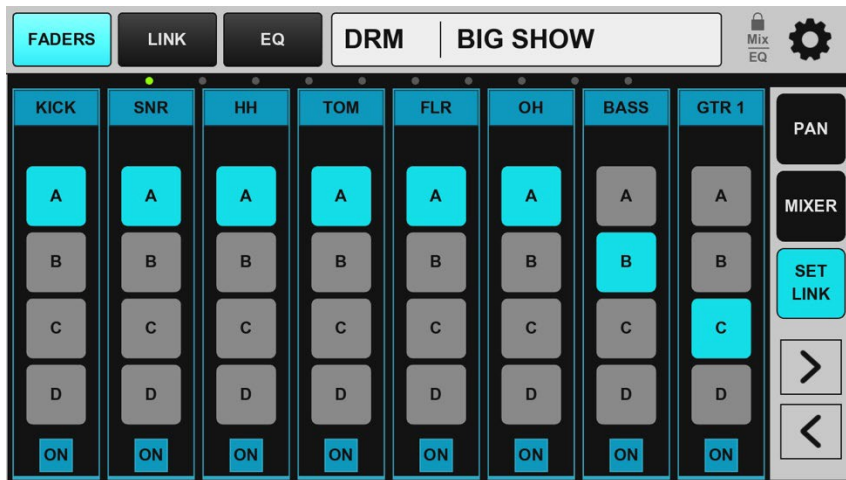 FADERS LINK EQ DRM BIG SHOW Mix
EQ
KICK SNR HH TOM FLR OH BASS GTR 1
PAN
A A A A A A A A
MIXER
B B B B B B B B
SET
LINK
C C C C C C C C
D D D D D D D D
ON ON ON ON ON ON ON ON